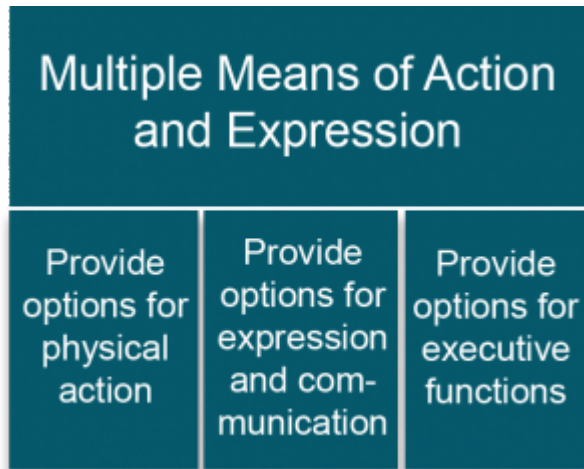 Multiple Means of Action
and Expression
Provide
options for
physical
action
Provide
options for
expression
and com-
munication
Provide
options for
executive
functions